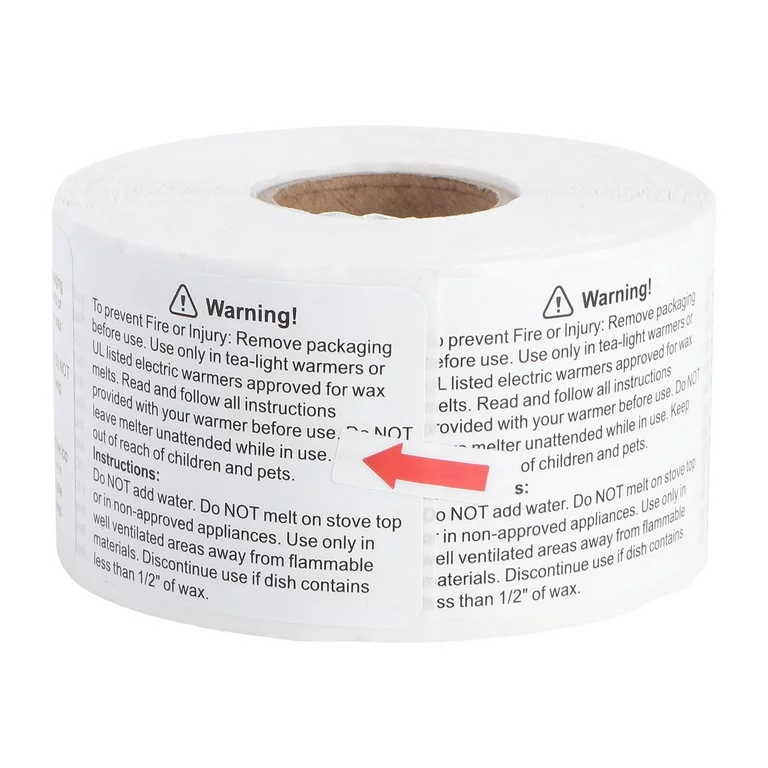 Warning!
To prevent Fire or Injury: Remove packaging
before use. Use only in tea-light warmers or
UL listed electric warmers approved for wax
melts. Read and follow all instructions
provided with your warmer before use. Do NOT
leave melter unattended while in use.
out of reach of children and pets.
Instructions:
Do NOT add water. Do NOT melt on stove top
or in non-approved appliances. Use only in
well ventilated areas away from flammable
materials. Discontinue use if dish contains
less than 1/2" of wax.
Warning!
prevent Fire or Injury: Remove packaging
efore use. Use only in tea-light warmers or
L listed electric warmers approved for wax
elts. Read and follow all instructions
rovided with your warmer before use. Do NOT
melter unattended while in use. Keep
of children and pets.
s:
o NOT add water. Do NOT melt on stove top
r in non-approved appliances. Use only in
ell ventilated areas away from flammable
aterials. Discontinue use if dish contains
ss than 1/2" of wax.